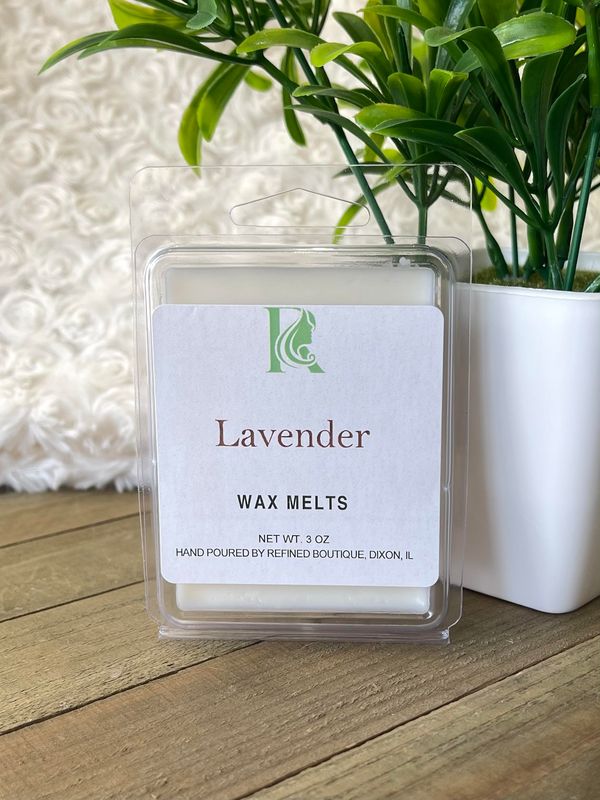 R
Lavender
WAX MELTS
NET WT. 3 OZ
HAND POURED BY REFINED BOUTIQUE, DIXON, IL